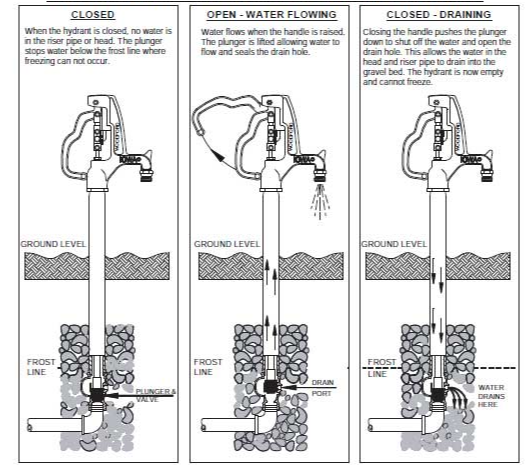 CLOSED
When the hydrant is closed, no water is
in the riser pipe or head. The plunger
stops water below the frost line where
freezing can not occur.
GROUND LEVEL
FROST
LINE
PLUNGER &
VALVE
OPEN - WATER FLOWING
Water flows when the handle is raised.
The plunger is lifted allowing water to
flow and seals the drain hole.
GROUND LEVEL
FROST
LINE
DRAIN
PORT
CLOSED - DRAINING
Closing the handle pushes the plunger
down to shut off the water and open the
drain hole. This allows the water in the
head and riser pipe to drain into the
gravel bed. The hydrant is now empty
and cannot freeze.
GROUND LEVEL
FROST
LINE
WATER
DRAINS
HERE